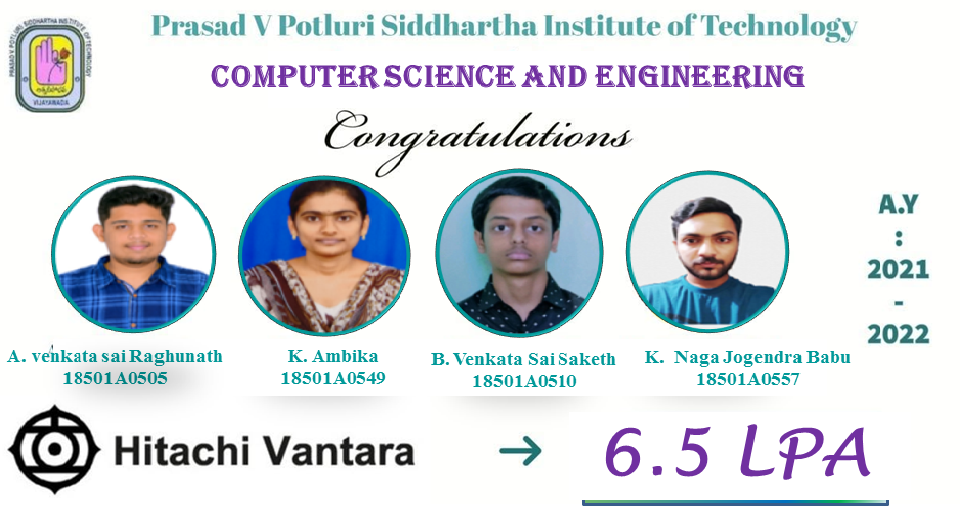 Prasad V Potluri Siddhartha Institute of Technology
PRASAD V POTLURI SIDDHARTHA INSTITUTE OF TECHNOLOGY
VIJAYAWADA.
COMPUTER SCIENCE AND ENGINEERING
Congratulations
A.Y
:
2021
-
2022
A. venkata sai Raghunath
18501A0505
K. Ambika
18501A0549
B. Venkata Sai Saketh
18501A0510
K. Naga Jogendra Babu
18501A0557
Hitachi Vantara → 6.5 LPA